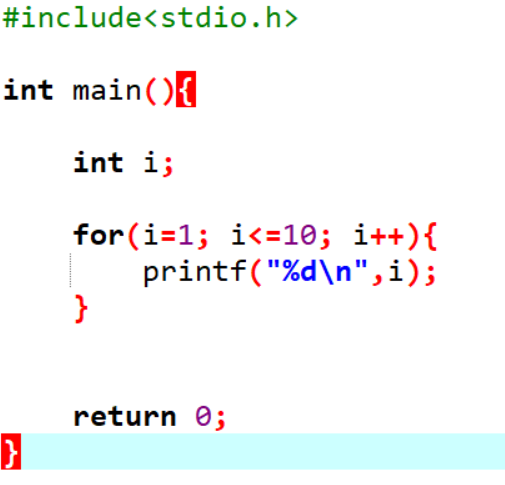 #include<stdio.h>
int main(){
int i;
for(i=1; i<=10; i++){
printf("%d\n",i);
}
return 0;
}